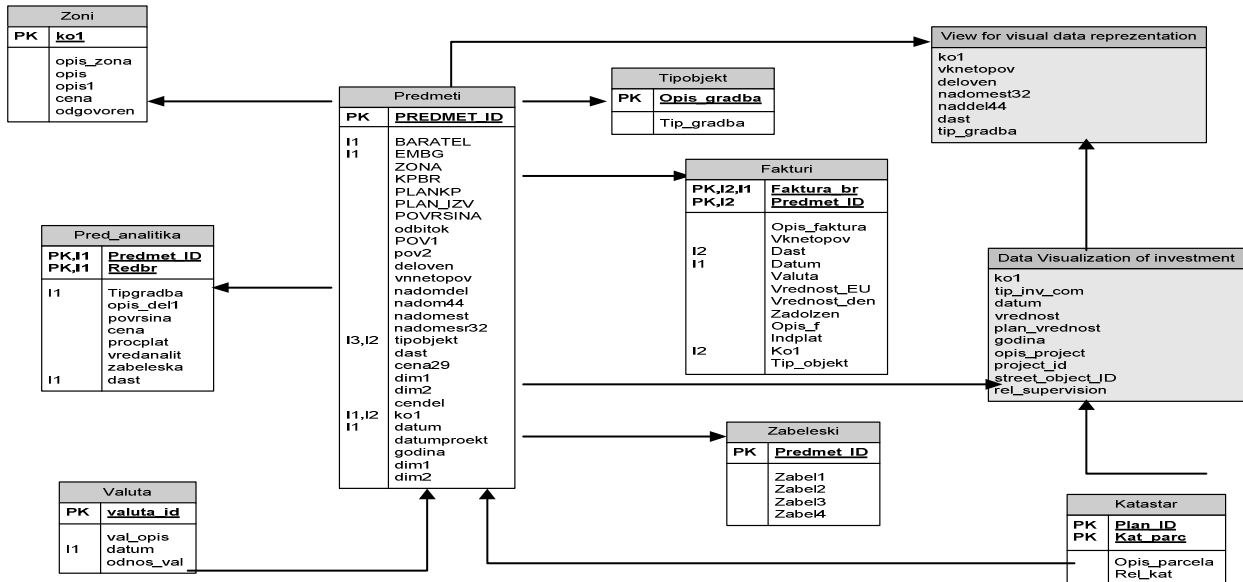 Zoni
PK ko1
opis_zona
opis
opis1
cena
odgovoren
Predmeti
PK PREDMET_ID
I1 BARATEL
I1 EMBG
ZONA
KPBR
PLANKP
PLAN_IZV
POVRSINA
odbitok
POV1
pov2
deloven
vnnetopov
nadomdel
nadom44
nadomest
nadomesr32
I3,I2 tipobjekt
dast
cena29
dim1
dim2
cendel
I1,I2 ko1
I1 datum
datumproekt
godina
dim1
dim2
Tipobjekt
PK Opis_gradba
Tip_gradba
View for visual data reprezentation
ko1
vknetopov
deloven
nadomest32
naddel44
dast
tip_gradba
Fakturi
PK,I2,I1 Faktura_br
PK,I2 Predmet_ID
Opis_faktura
Vknetopov
I2 Dast
I1 Datum
Valuta
Vrednost_EU
Vrednost_den
Zadolzen
Opis_f
Indplat
I2 Ko1
Tip_objekt
Pred_analitika
PK,I1 Predmet_ID
PK,I1 Redbr
I1 Tipgradba
opis_del1
povrsina
cena
procplat
vredanalit
zabeleska
I1 dast
Data Visualization of investment
ko1
tip_inv_com
datum
vrednost
plan_vrednost
godina
opis_project
project_id
street_object_ID
rel_supervision
Zabeleski
PK Predmet_ID
Zabel1
Zabel2
Zabel3
Zabel4
Valuta
PK valuta_id
val_opis
I1 datum
odnos_val
Katastar
PK Plan_ID
PK Kat_parc
Opis_parcela
Rel_kat